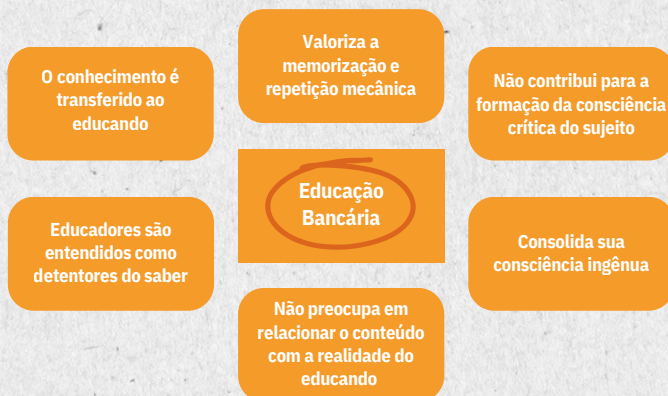 O conhecimento é
transferido ao
educando
Valoriza a
memorização e
repetição mecânica
Não contribui para a
formação da consciência
crítica do sujeito
Educação
Bancária
Educadores são
entendidos como
detentores do saber
Consolida sua
consciência ingênua
Não preocupa em
relacionar o conteúdo
com a realidade do
educando